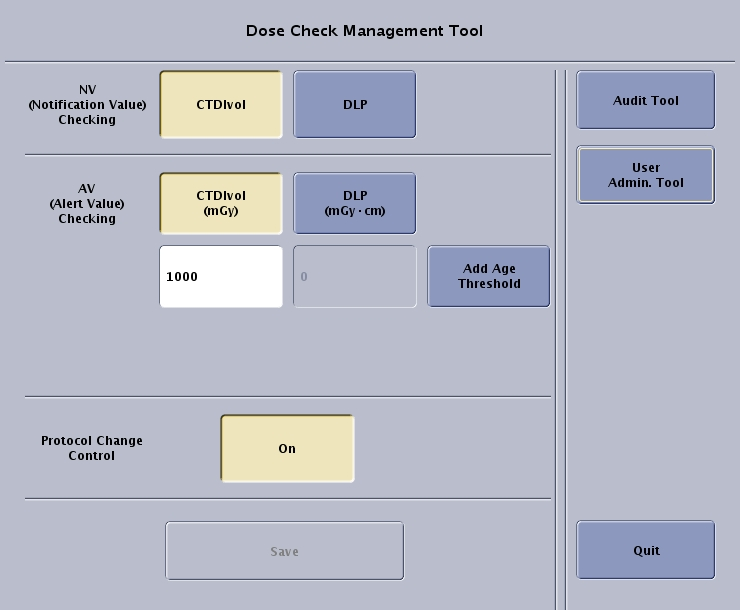 Dose Check Management Tool
NV
(Notification Value)
Checking
CTDIvol
DLP
AV
(Alert Value)
Checking
CTDIvol
(mGy)
DLP
(mGy·cm)
1000
0
Add Age
Threshold
Protocol Change
Control
On
Save
Audit Tool
User
Admin. Tool
Quit